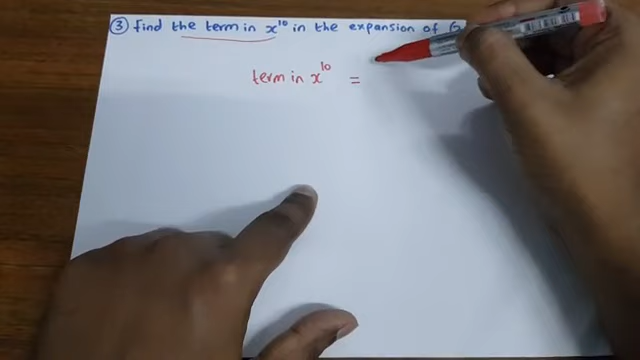 ③ find the term in x¹⁰ in the expansion of
term in x¹⁰ =